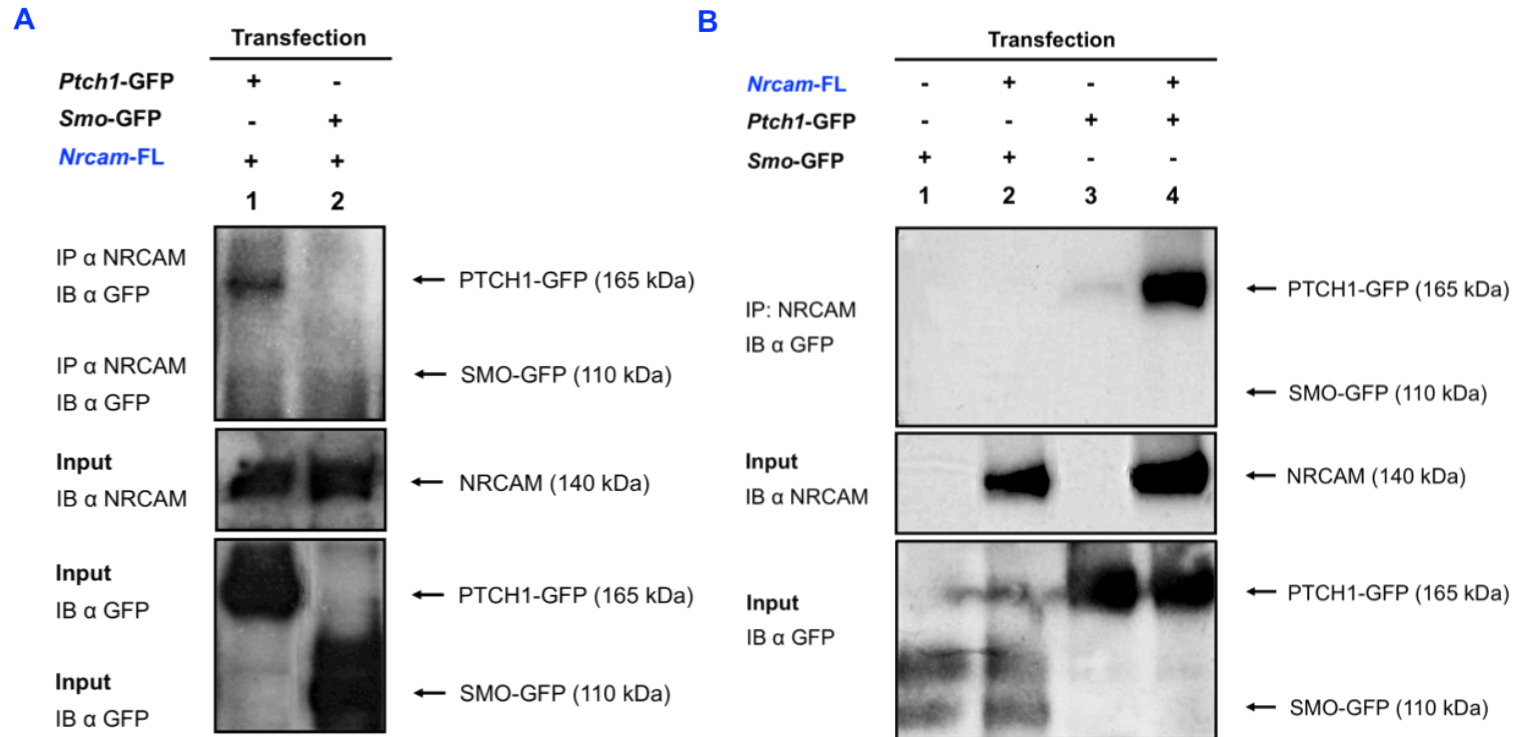 A
Transfection
Ptch1-GFP + -
Smo-GFP - +
Nrcam-FL + +
1 2
IP α NRCAM
IB α GFP
PTCH1-GFP (165 kDa)
IP α NRCAM
IB α GFP
SMO-GFP (110 kDa)
Input
IB α NRCAM
NRCAM (140 kDa)
Input
IB α GFP
PTCH1-GFP (165 kDa)
Input
IB α GFP
SMO-GFP (110 kDa)
B
Transfection
Nrcam-FL - + - +
Ptch1-GFP - - + +
Smo-GFP + + - -
1 2 3 4
IP: NRCAM
IB α GFP
PTCH1-GFP (165 kDa)
SMO-GFP (110 kDa)
Input
IB α NRCAM
NRCAM (140 kDa)
Input
IB α GFP
PTCH1-GFP (165 kDa)
SMO-GFP (110 kDa)